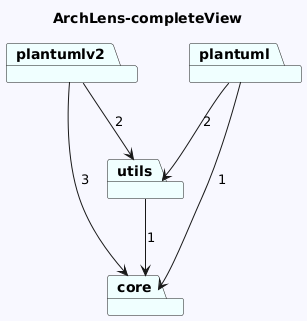 ArchLens-completeView
plantumlv2
plantuml
2
2
utils
3
1
1
core